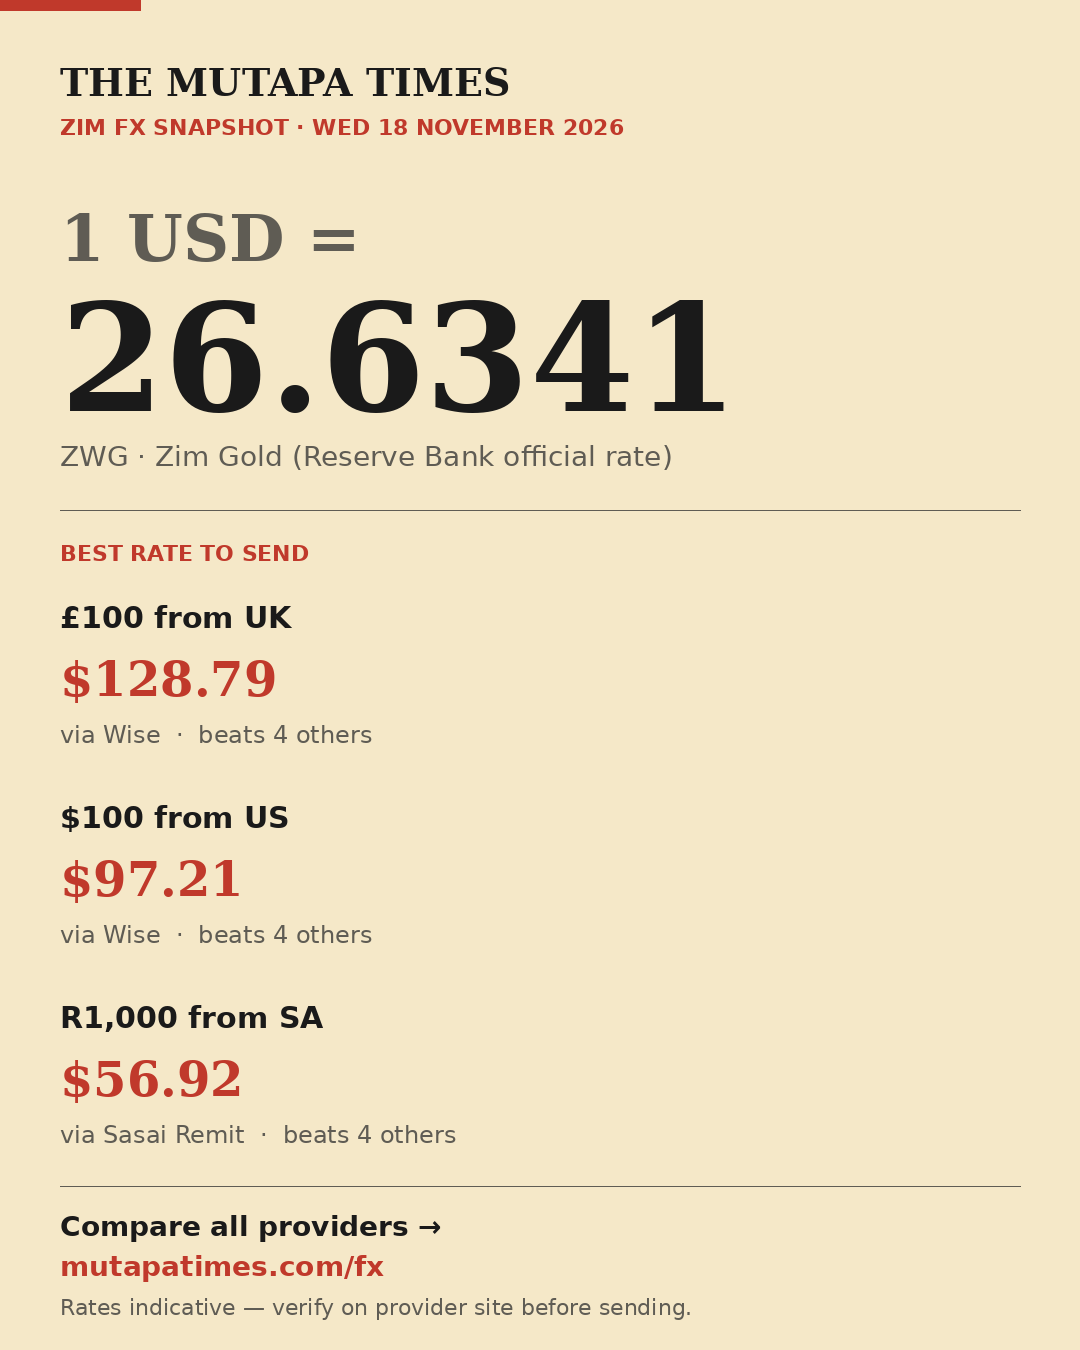 THE MUTAPA TIMES
ZIM FX SNAPSHOT · WED 18 NOVEMBER 2026
1 USD =
26.6341
ZWG · Zim Gold (Reserve Bank official rate)
BEST RATE TO SEND
£100 from UK
$128.79
via Wise · beats 4 others
$100 from US
$97.21
via Wise · beats 4 others
R1,000 from SA
$56.92
via Sasai Remit · beats 4 others
Compare all providers →
mutapatimes.com/fx
Rates indicative — verify on provider site before sending.